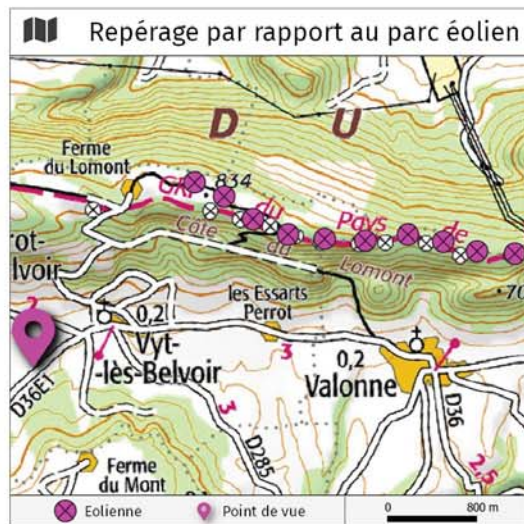 Repérage par rapport au parc éolien
D U
Ferme
du Lomont
834
GR
du
Pays
de
Côte
du
Lomont
ot-
lvoir
les Essarts
Perrot
70
2
0,2
Vyt-
-lès-Belvoir
3
0,2
Valonne
D36E1
3
D285
D36
2,5
Ferme
du Mont
Eolienne
Point de vue
0 800 m